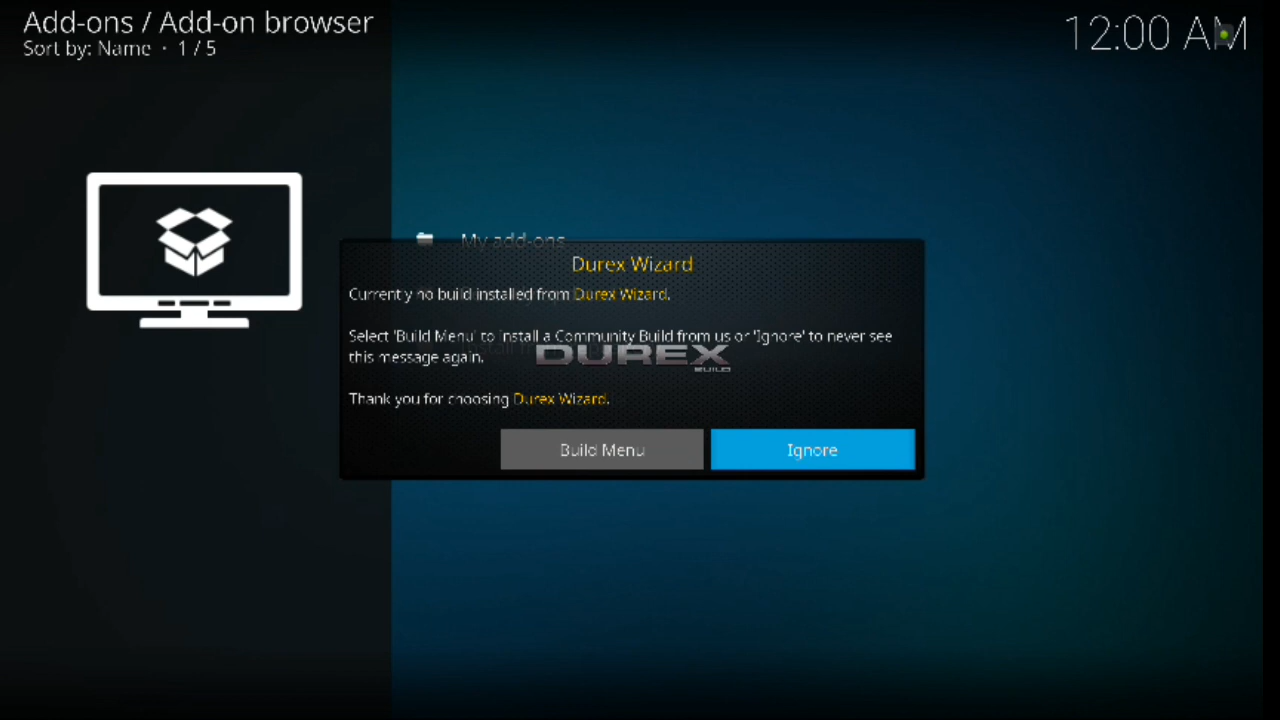 Add-ons / Add-on browser
Sort by: Name · 1 / 5
12:00 AM
My add-ons
Durex Wizard
Currently no build installed from Durex Wizard.
Select 'Build Menu' to install a Community Build from us or 'Ignore' to never see
this message again.
DUREX
BUILD
Thank you for choosing Durex Wizard.
Build Menu
Ignore